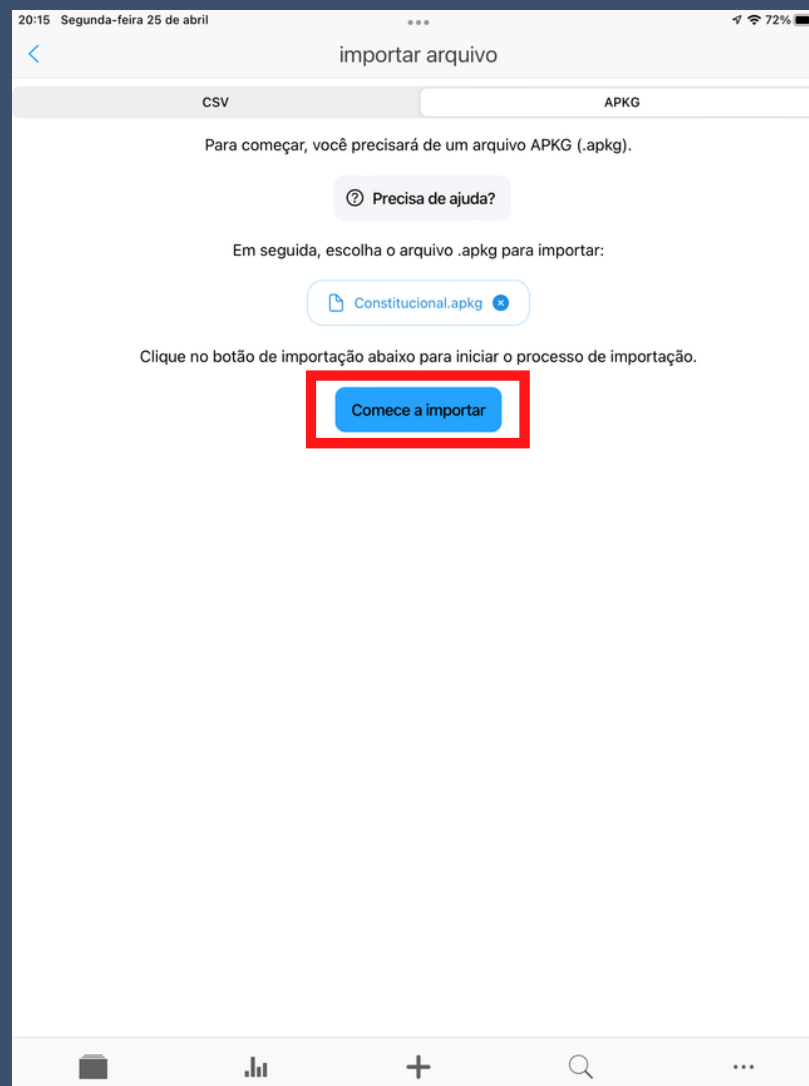 20:15 Segunda-feira 25 de abril
72%
importar arquivo
CSV
APKG
Para começar, você precisará de um arquivo APKG (.apkg).
Precisa de ajuda?
Em seguida, escolha o arquivo .apkg para importar:
Constitucional.apkg
Clique no botão de importação abaixo para iniciar o processo de importação.
Comece a importar